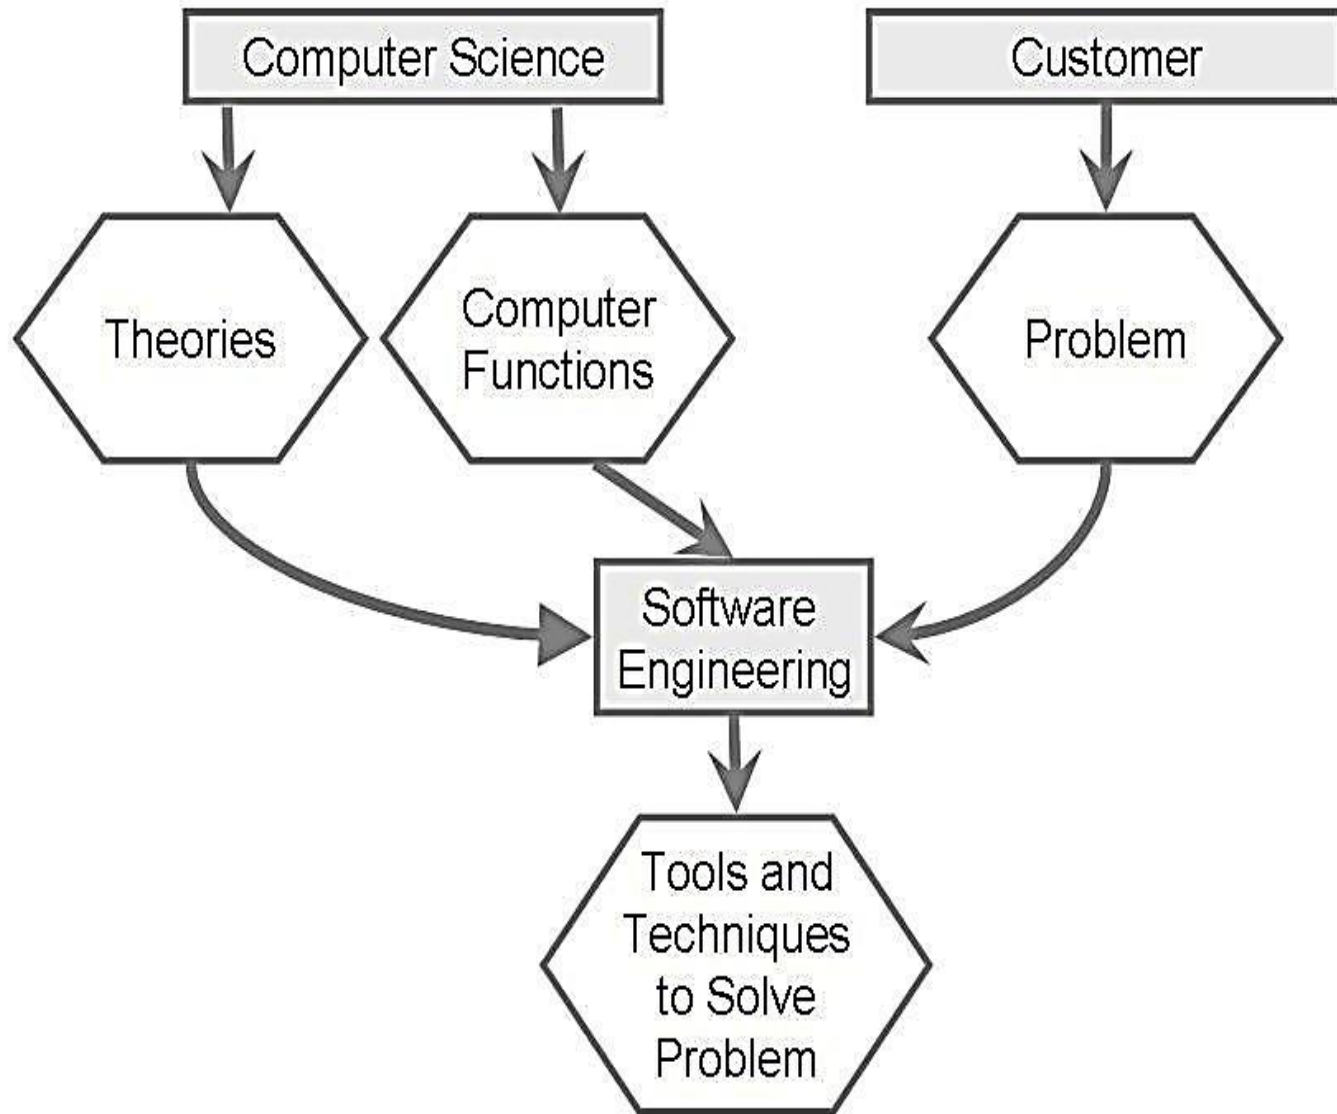 Computer Science
Customer
Theories
Computer
Functions
Problem
Software
Engineering
Tools and
Techniques
to Solve
Problem